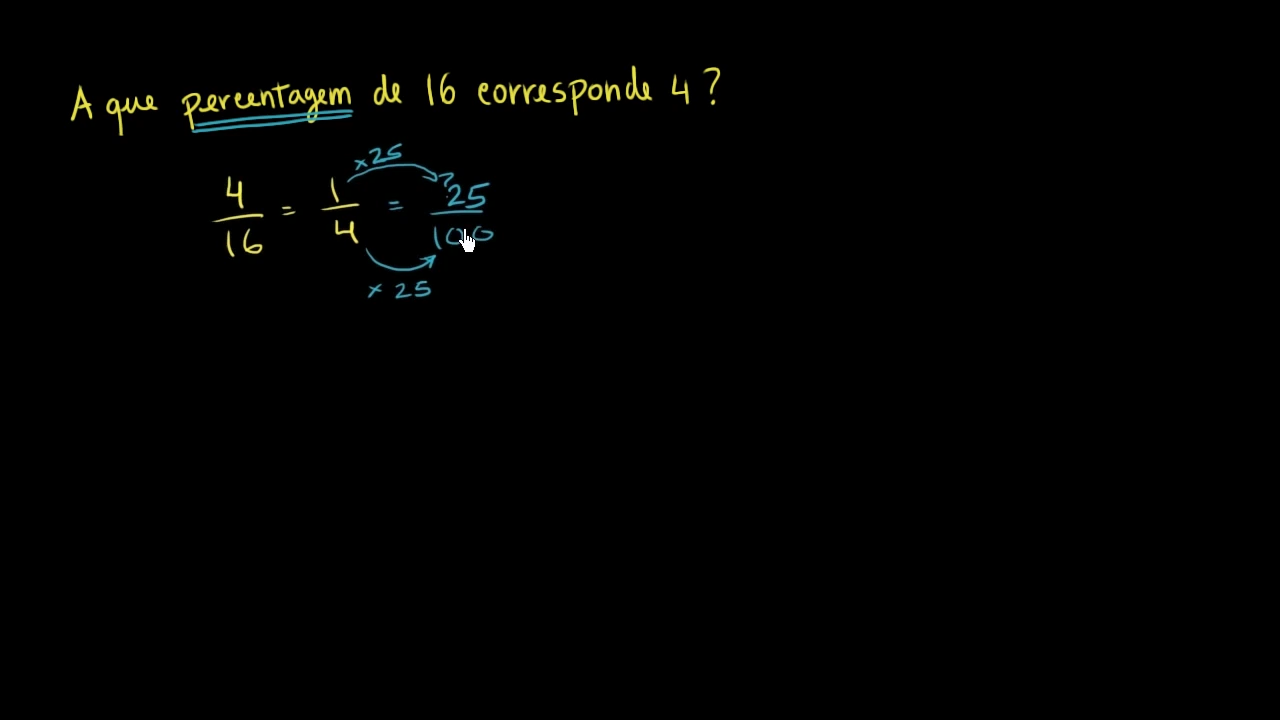 A que percentagem de 16 corresponde 4 ?
×25
4/16 = 1/4 = ?25/100
× 25